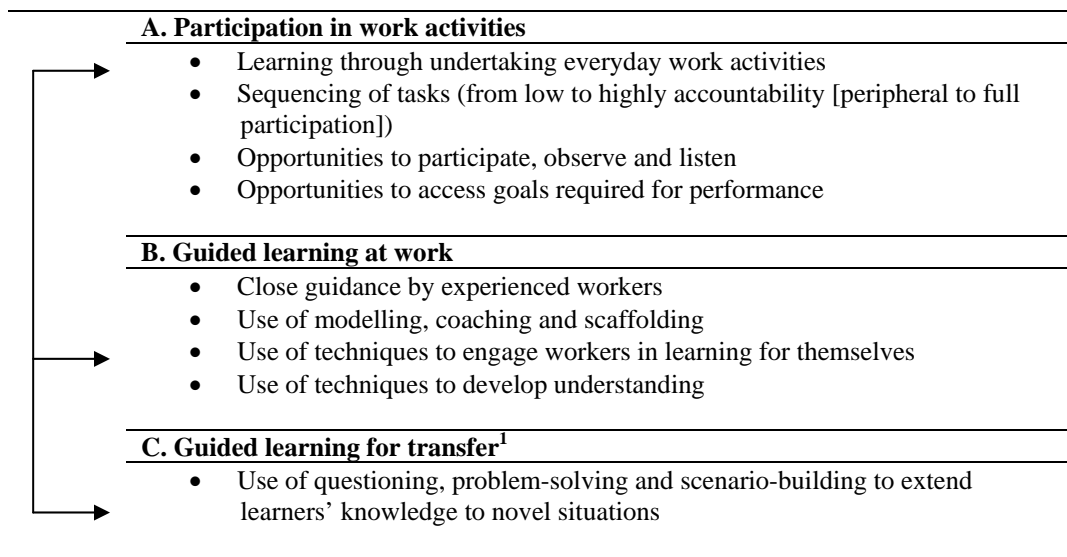 A. Participation in work activities
• Learning through undertaking everyday work activities
• Sequencing of tasks (from low to highly accountability [peripheral to full
participation])
• Opportunities to participate, observe and listen
• Opportunities to access goals required for performance
B. Guided learning at work
• Close guidance by experienced workers
• Use of modelling, coaching and scaffolding
• Use of techniques to engage workers in learning for themselves
• Use of techniques to develop understanding
C. Guided learning for transfer¹
• Use of questioning, problem-solving and scenario-building to extend
learners’ knowledge to novel situations